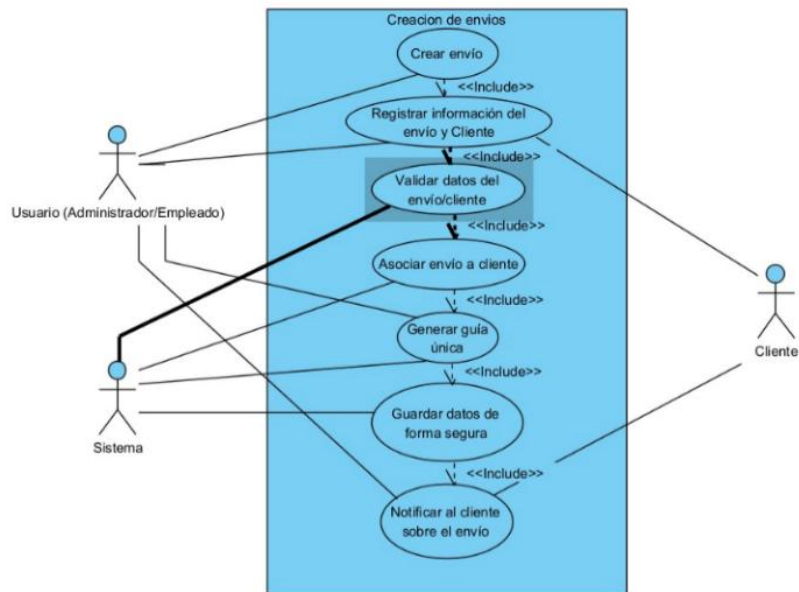 Creacion de envios
Crear envío
<<Include>>
Registrar información del
envío y Cliente
<<Include>>
Validar datos del
envío/cliente
Usuario (Administrador/Empleado)
<<Include>>
Asociar envío a cliente
<<Include>>
Generar guía
única
Cliente
<<Include>>
Guardar datos de
forma segura
Sistema
<<Include>>
Notificar al cliente
sobre el envío